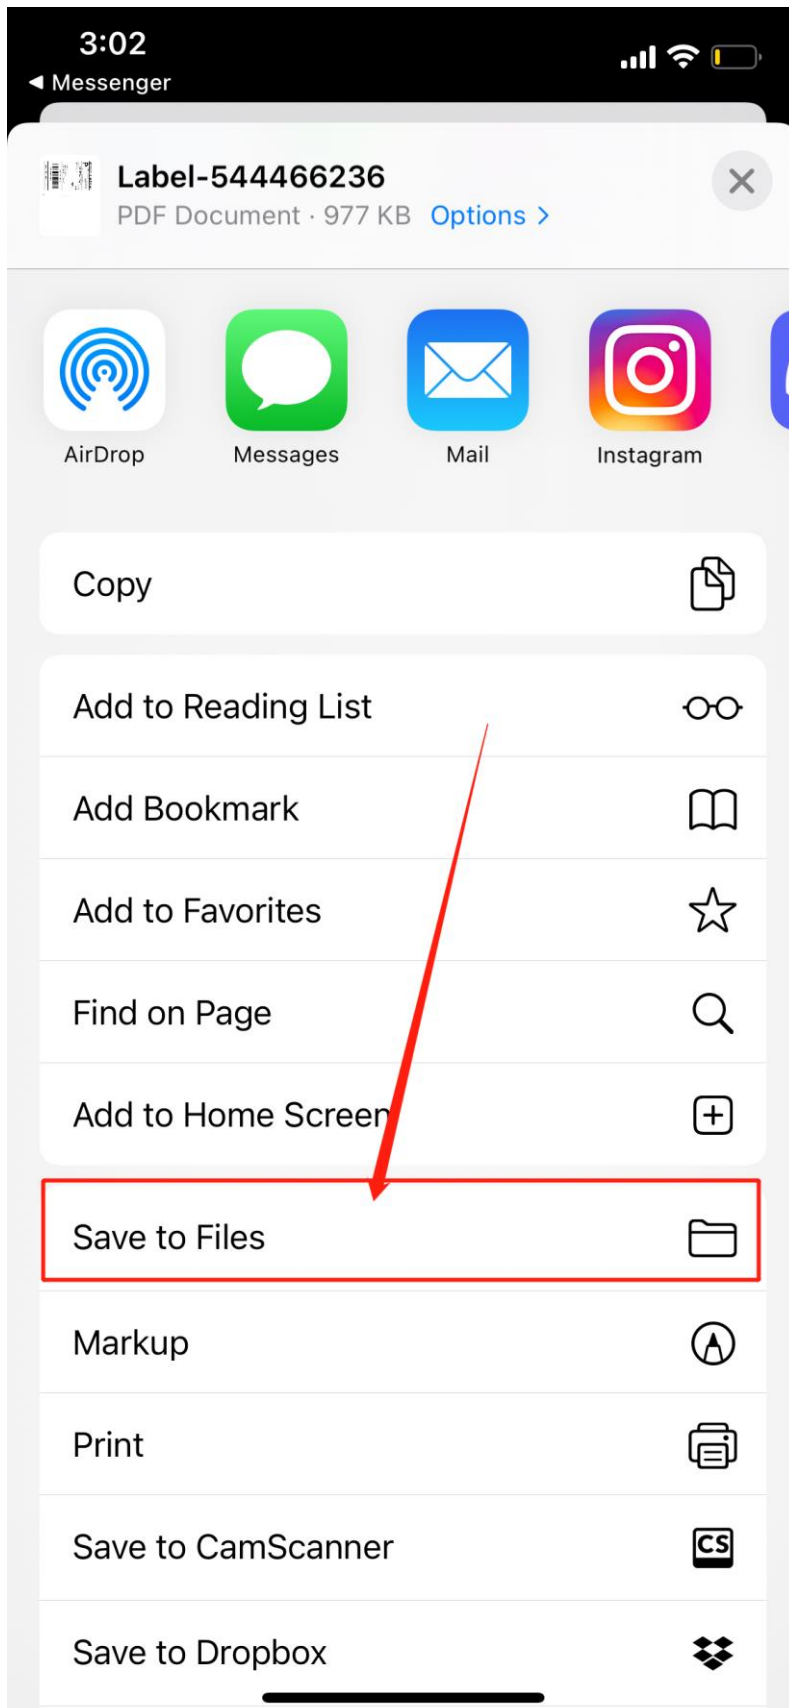 3:02
◀ Messenger
Label-544466236
PDF Document · 977 KB Options >
AirDrop Messages Mail Instagram
Copy
Add to Reading List
Add Bookmark
Add to Favorites
Find on Page
Add to Home Screen
Save to Files
Markup
Print
Save to CamScanner
CS
Save to Dropbox